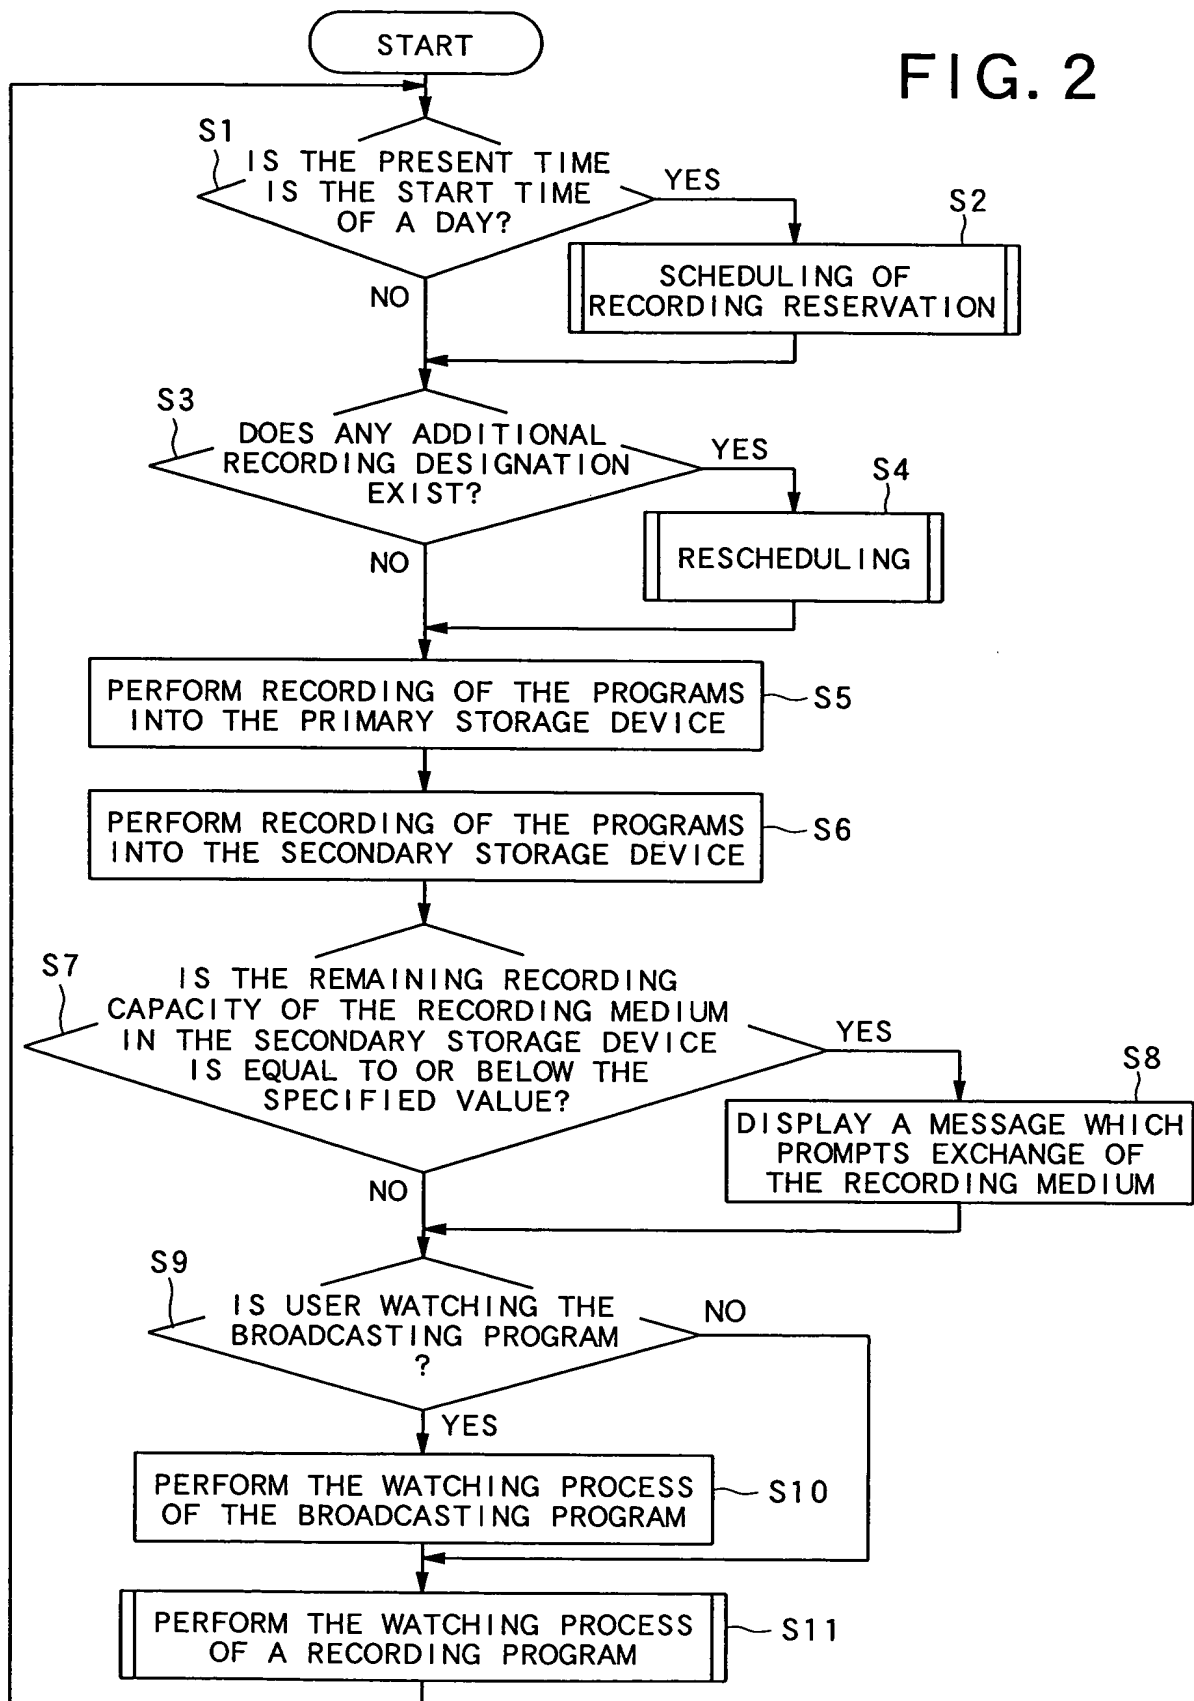 START
FIG. 2
S1
IS THE PRESENT TIME
IS THE START TIME
OF A DAY?
YES
NO
S2
SCHEDULING OF
RECORDING RESERVATION
S3
DOES ANY ADDITIONAL
RECORDING DESIGNATION
EXIST?
YES
NO
S4
RESCHEDULING
PERFORM RECORDING OF THE PROGRAMS
INTO THE PRIMARY STORAGE DEVICE
S5
PERFORM RECORDING OF THE PROGRAMS
INTO THE SECONDARY STORAGE DEVICE
S6
S7
IS THE REMAINING RECORDING
CAPACITY OF THE RECORDING MEDIUM
IN THE SECONDARY STORAGE DEVICE
IS EQUAL TO OR BELOW THE
SPECIFIED VALUE?
YES
NO
S8
DISPLAY A MESSAGE WHICH
PROMPTS EXCHANGE OF
THE RECORDING MEDIUM
S9
IS USER WATCHING THE
BROADCASTING PROGRAM
?
NO
YES
PERFORM THE WATCHING PROCESS
OF THE BROADCASTING PROGRAM
S10
PERFORM THE WATCHING PROCESS
OF A RECORDING PROGRAM
S11